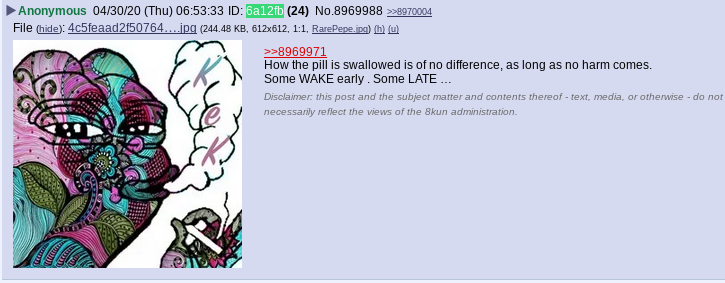 ▶Anonymous 04/30/20 (Thu) 06:53:33 ID: 6a12fb (24) No.8969988 >>8970004
File (hide): 4c5feaad2f50764….jpg (244.48 KB, 612x612, 1:1, RarePepe.jpg) (h) (u)
>>8969971
How the pill is swallowed is of no difference, as long as no harm comes.
Some WAKE early . Some LATE …
Disclaimer: this post and the subject matter and contents thereof - text, media, or otherwise - do not
necessarily reflect the views of the 8kun administration.
K
e
K